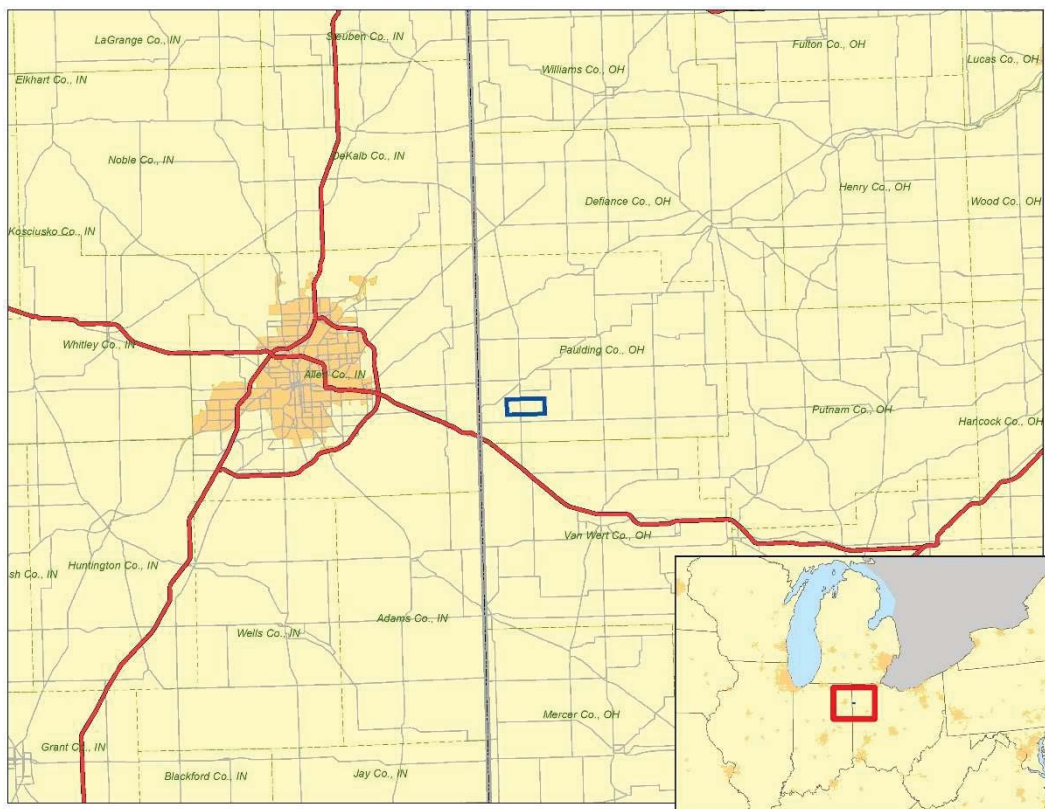 LaGrange Co., IN
Steuben Co., IN
Fulton Co., OH
Lucas Co., OH
Elkhart Co., IN
Williams Co., OH
Noble Co., IN
DeKalb Co., IN
Defiance Co., OH
Henry Co., OH
Wood Co., OH
Kosciusko Co., IN
Whitley Co., IN
Allen Co., IN
Paulding Co., OH
Putnam Co., OH
Hancock Co., OH
Van Wert Co., OH
sh Co., IN
Huntington Co., IN
Adams Co., IN
Wells Co., IN
Mercer Co., OH
Grant Co., IN
Blackford Co., IN
Jay Co., IN